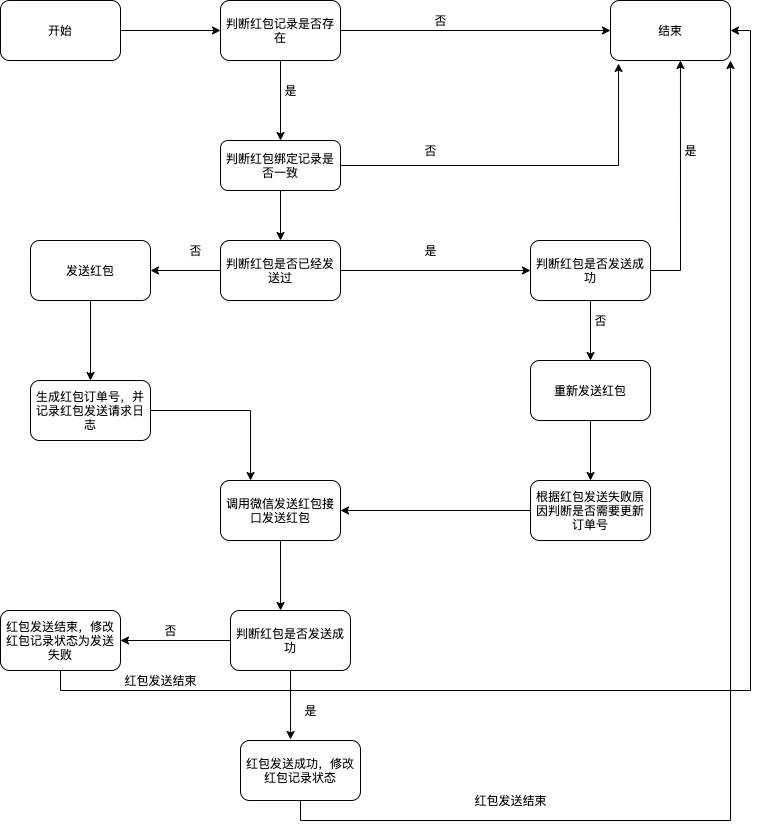 开始
判断红包记录是否存
在
否
结束
是
判断红包绑定记录是
否一致
否
是
发送红包
否
判断红包是否已经发
送过
是
判断红包是否发送成
功
否
重新发送红包
生成红包订单号，并
记录红包发送请求日
志
调用微信发送红包接
口发送红包
根据红包发送失败原
因判断是否需要更新
订单号
红包发送结束，修改
红包记录状态为发送
失败
否
判断红包是否发送成
功
红包发送结束
是
红包发送成功，修改
红包记录状态
红包发送结束